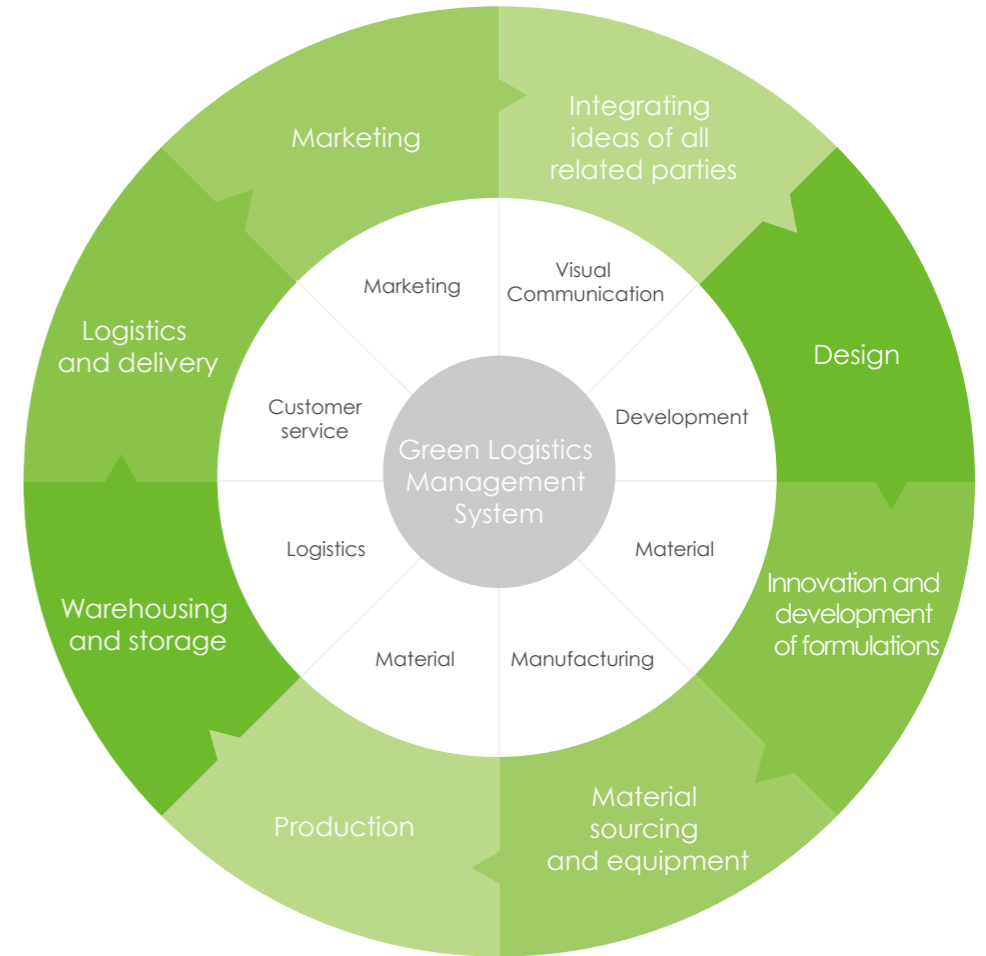 Integrating
ideas of all
related parties
Design
Innovation and
development
of formulations
Material
sourcing
and equipment
Production
Warehousing
and storage
Logistics
and delivery
Marketing
Visual
Communication
Development
Material
Manufacturing
Material
Logistics
Customer
service
Marketing
Green Logistics
Management
System